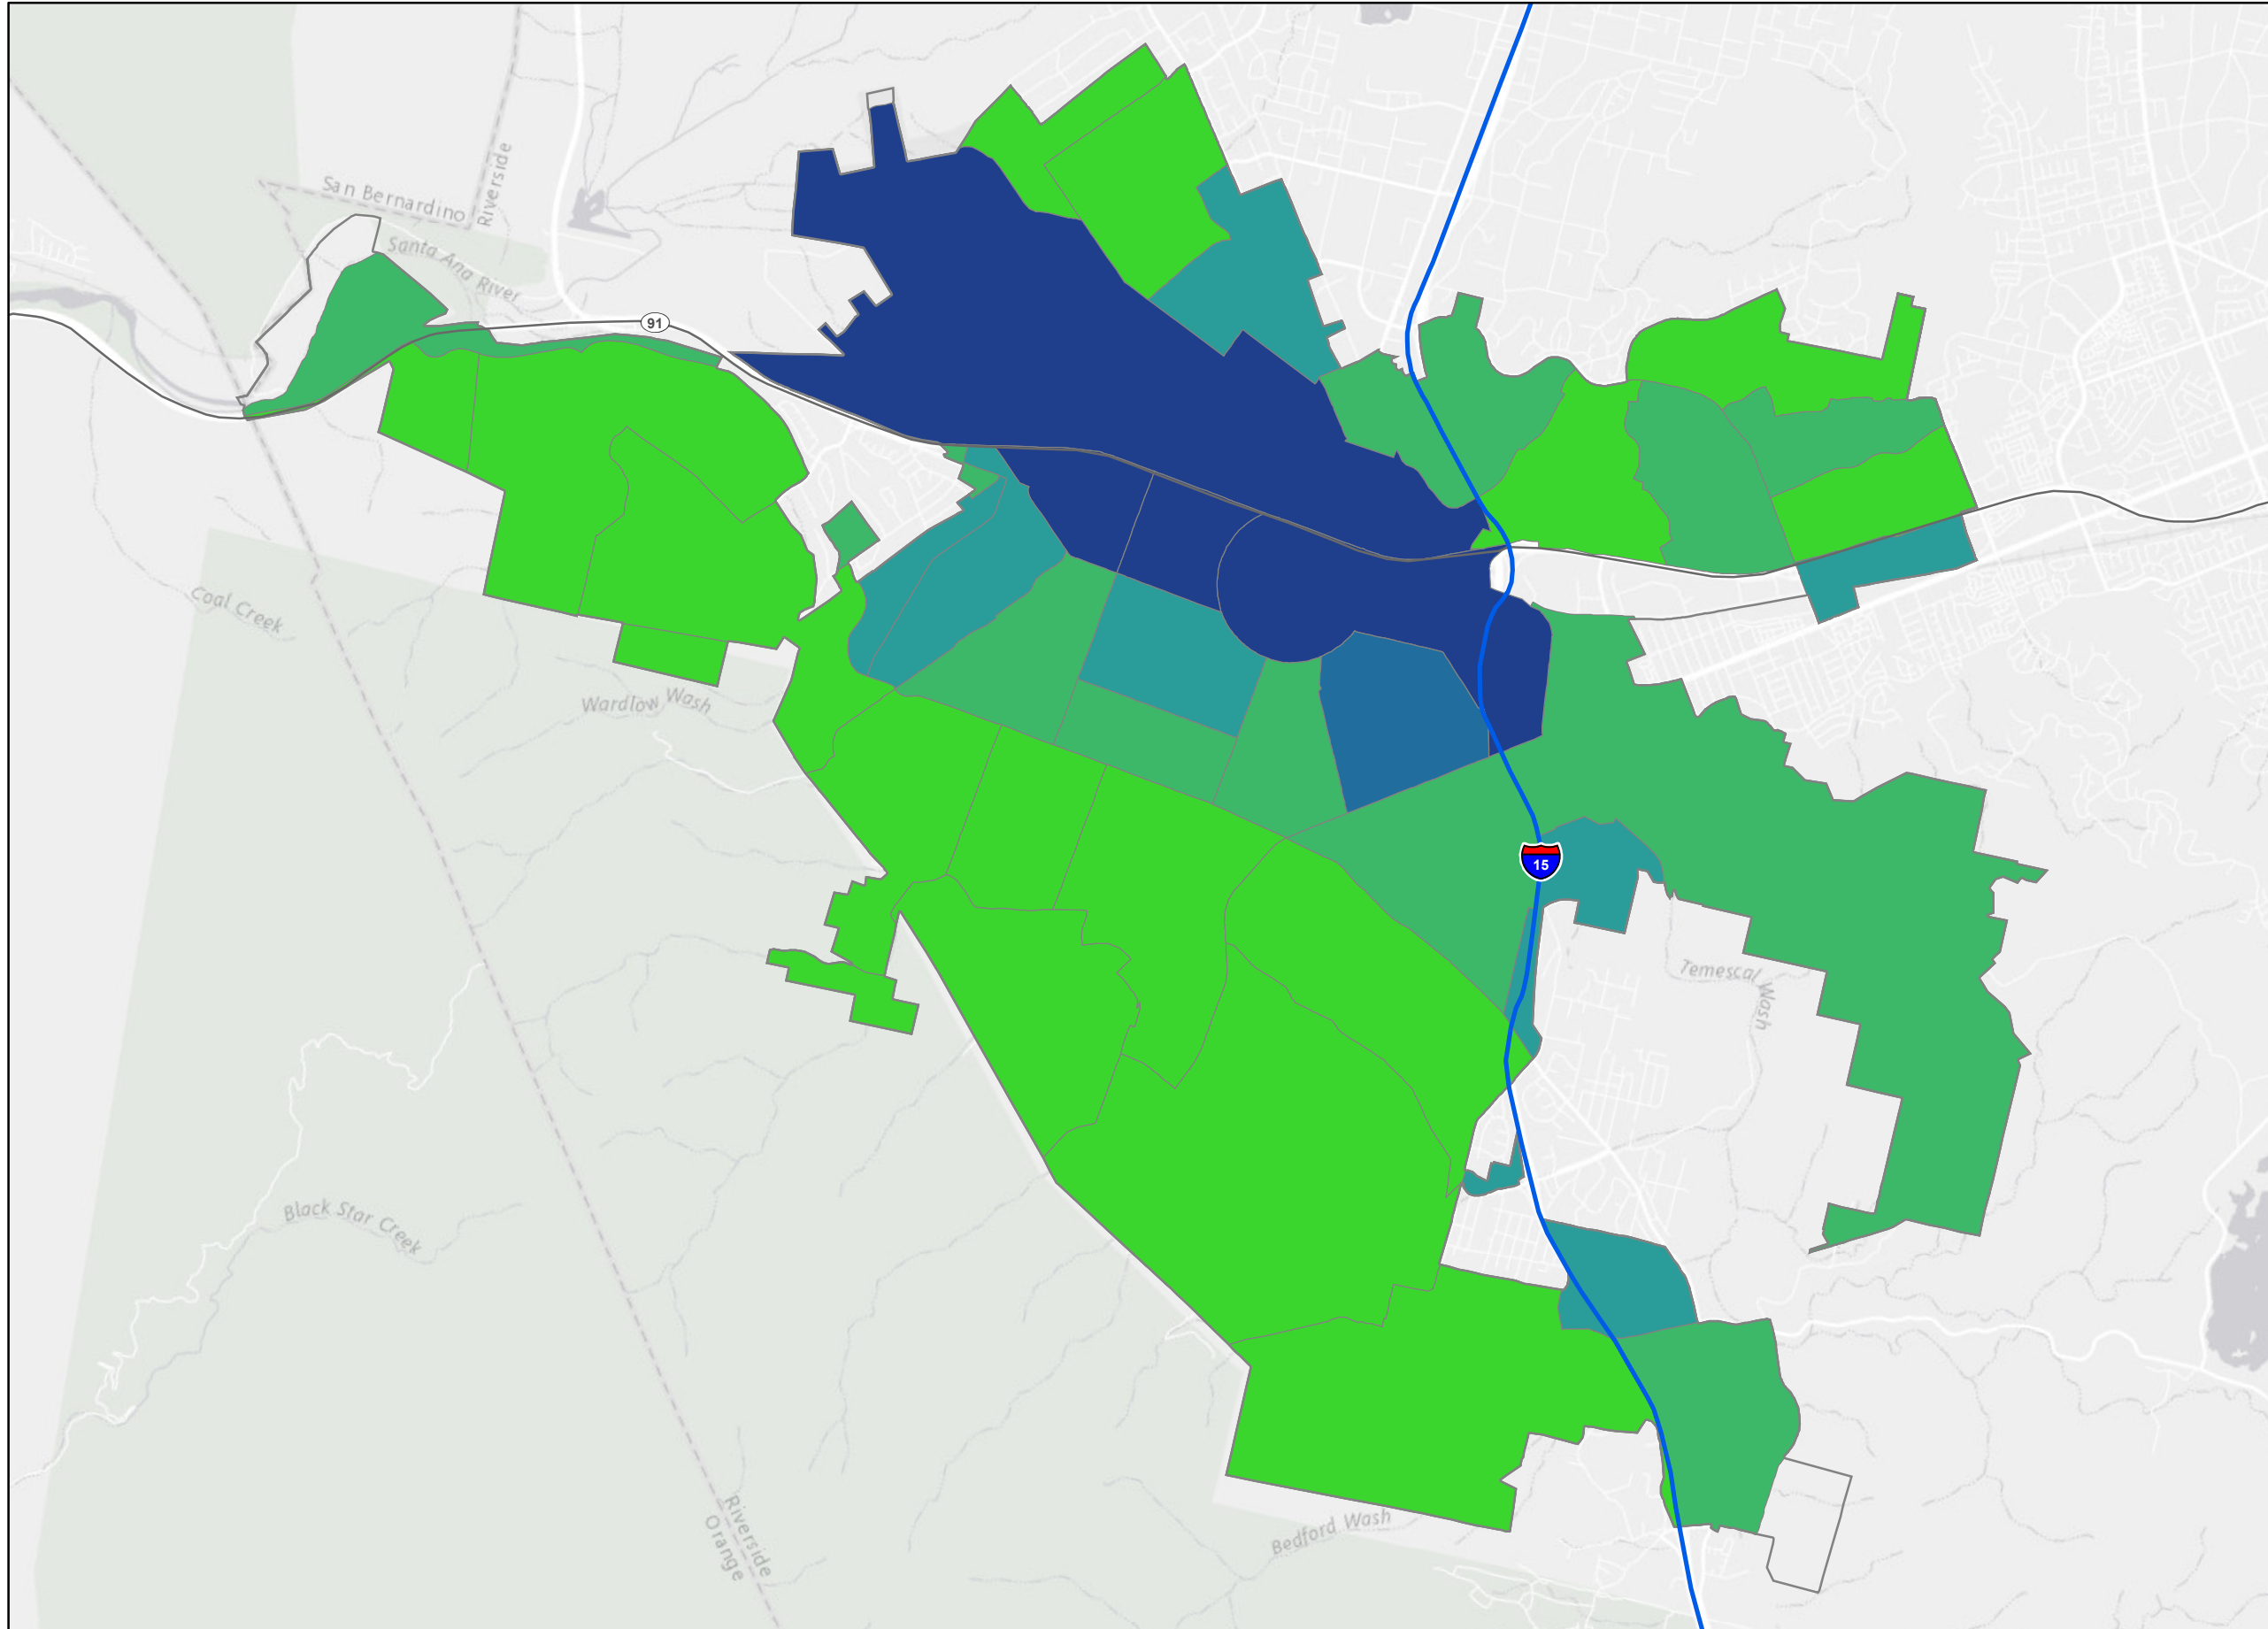 San Bernardino
Riverside
Santa Ana River
91
Coal Creek
Wardlow Wash
15
Temescal Wash
Black Star Creek
Riverside
Orange
Bedford Wash